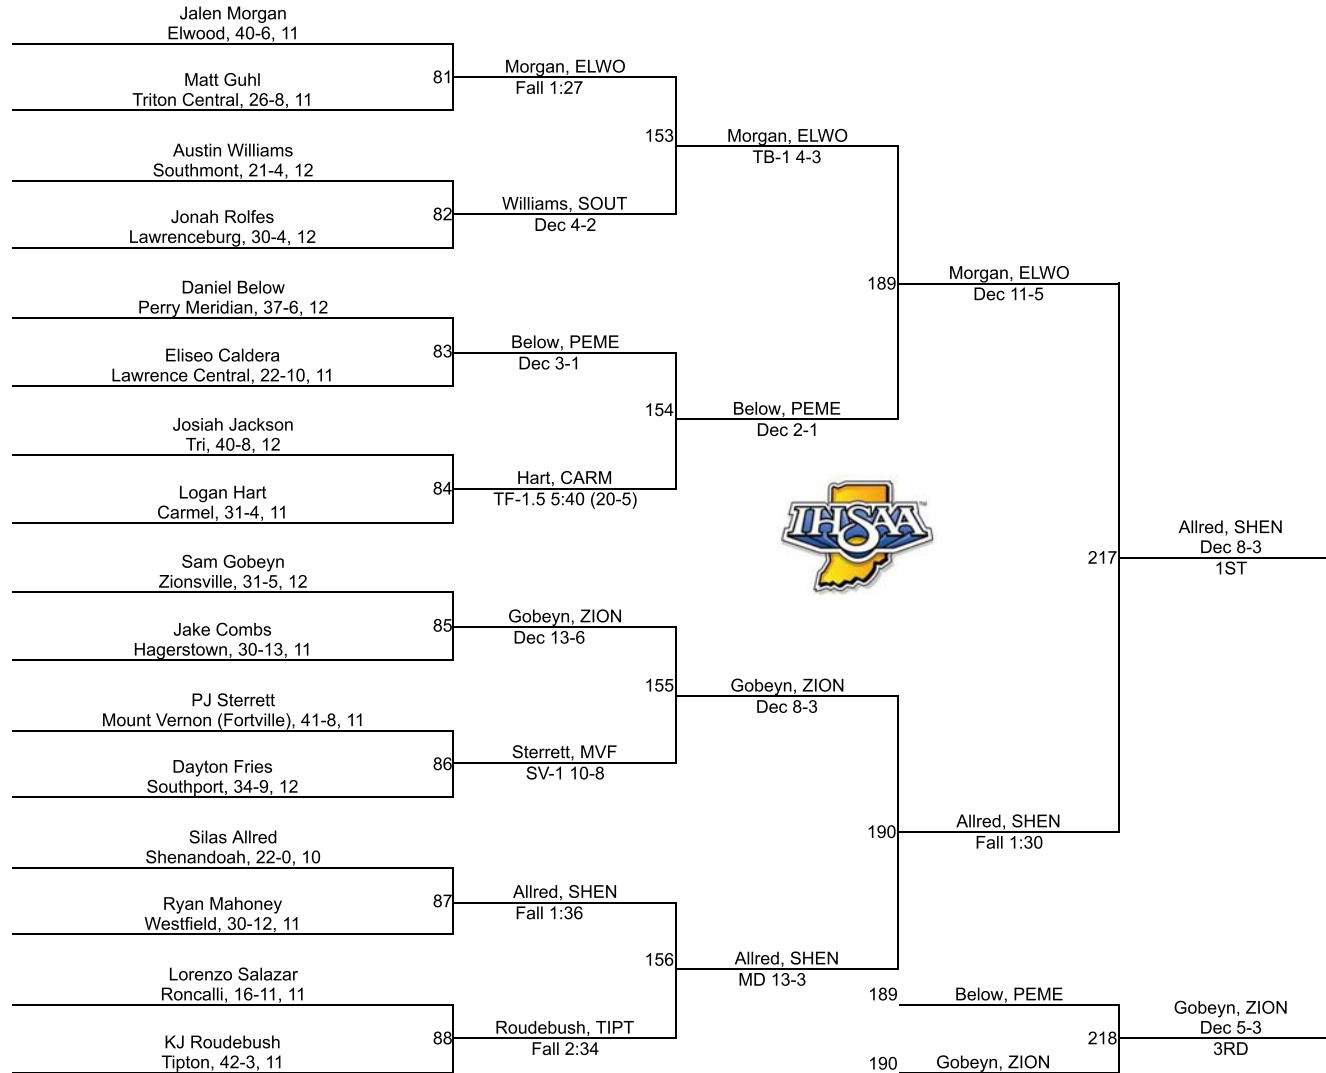 Jalen Morgan
Elwood, 40-6, 11
81
Matt Guhl
Triton Central, 26-8, 11
Morgan, ELWO
Fall 1:27
153
Austin Williams
Southmont, 21-4, 12
82
Jonah Rolfes
Lawrenceburg, 30-4, 12
Williams, SOUT
Dec 4-2
Morgan, ELWO
TB-1 4-3
189
Daniel Below
Perry Meridian, 37-6, 12
83
Eliseo Caldera
Lawrence Central, 22-10, 11
Below, PEME
Dec 3-1
154
Josiah Jackson
Tri, 40-8, 12
84
Logan Hart
Carmel, 31-4, 11
Hart, CARM
TF-1.5 5:40 (20-5)
Below, PEME
Dec 2-1
Morgan, ELWO
Dec 11-5
IHSAA
TM
217
Allred, SHEN
Dec 8-3
1ST
Sam Gobeyn
Zionsville, 31-5, 12
85
Jake Combs
Hagerstown, 30-13, 11
Gobeyn, ZION
Dec 13-6
155
PJ Sterrett
Mount Vernon (Fortville), 41-8, 11
86
Dayton Fries
Southport, 34-9, 12
Sterrett, MVF
SV-1 10-8
Gobeyn, ZION
Dec 8-3
190
Silas Allred
Shenandoah, 22-0, 10
87
Ryan Mahoney
Westfield, 30-12, 11
Allred, SHEN
Fall 1:36
156
Lorenzo Salazar
Roncalli, 16-11, 11
88
KJ Roudebush
Tipton, 42-3, 11
Roudebush, TIPT
Fall 2:34
Allred, SHEN
MD 13-3
Allred, SHEN
Fall 1:30
189
Below, PEME
218
190
Gobeyn, ZION
Gobeyn, ZION
Dec 5-3
3RD